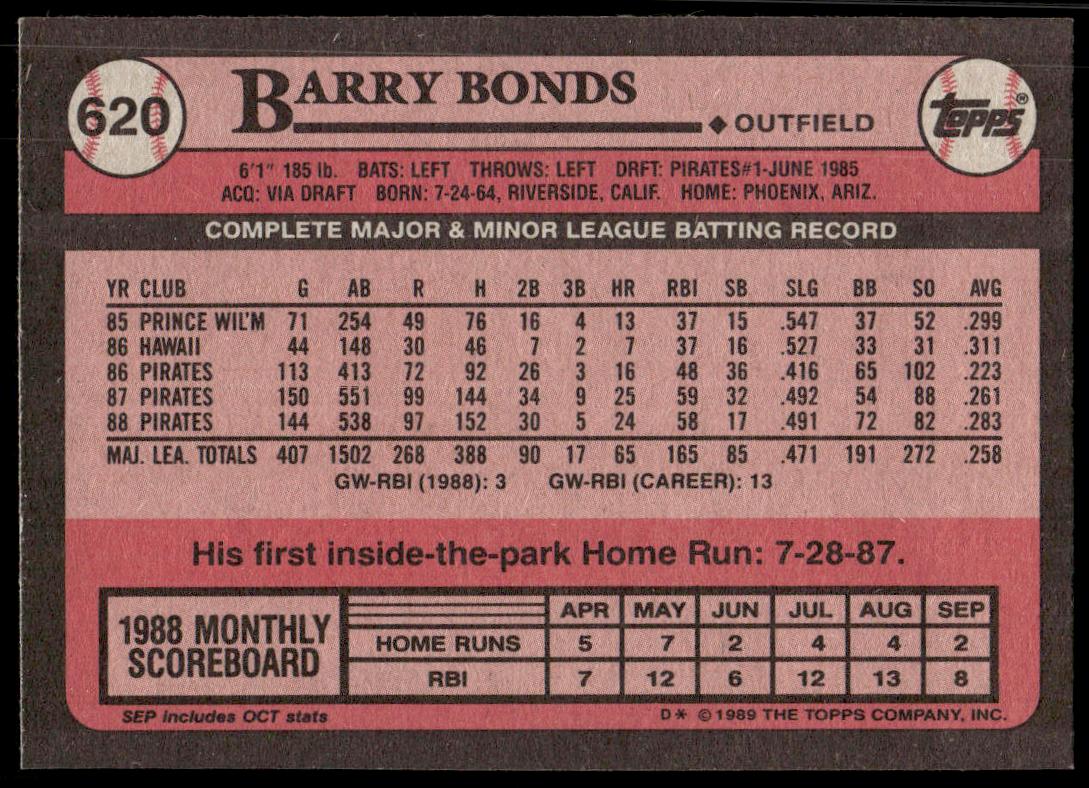 620 BARRY BONDS ◆ OUTFIELD TOPPS®
6'1" 185 lb. BATS: LEFT THROWS: LEFT DRFT: PIRATES#1-JUNE 1985
ACQ: VIA DRAFT BORN: 7-24-64, RIVERSIDE, CALIF. HOME: PHOENIX, ARIZ.
COMPLETE MAJOR & MINOR LEAGUE BATTING RECORD
YR CLUB G AB R H 2B 3B HR RBI SB SLG BB SO AVG
85 PRINCE WIL'M 71 254 49 76 16 4 13 37 15 .547 37 52 .299
86 HAWAII 44 148 30 46 7 2 7 37 16 .527 33 31 .311
86 PIRATES 113 413 72 92 26 3 16 48 36 .416 65 102 .223
87 PIRATES 150 551 99 144 34 9 25 59 32 .492 54 88 .261
88 PIRATES 144 538 97 152 30 5 24 58 17 .491 72 82 .283
MAJ. LEA. TOTALS 407 1502 268 388 90 17 65 165 85 .471 191 272 .258
GW-RBI (1988): 3 GW-RBI (CAREER): 13
His first inside-the-park Home Run: 7-28-87.
1988 MONTHLY
SCOREBOARD
APR MAY JUN JUL AUG SEP
HOME RUNS 5 7 2 4 4 2
RBI 7 12 6 12 13 8
SEP includes OCT stats
D* © 1989 THE TOPPS COMPANY, INC.